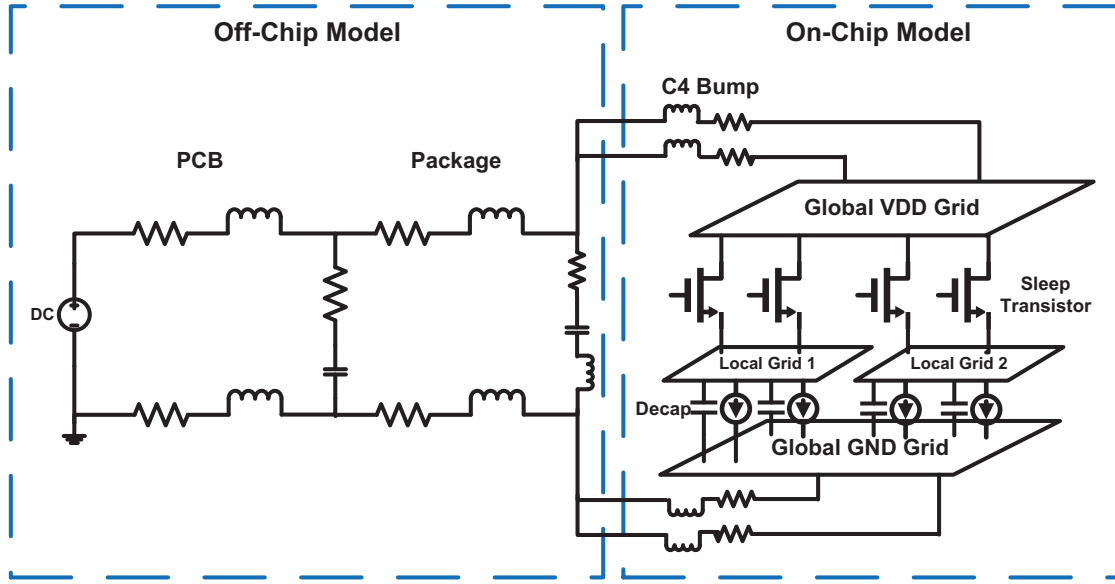 Off-Chip Model
On-Chip Model
C4 Bump
PCB
Package
Global VDD Grid
DC
Sleep
Transistor
Local Grid 1
Local Grid 2
Decap
Global GND Grid